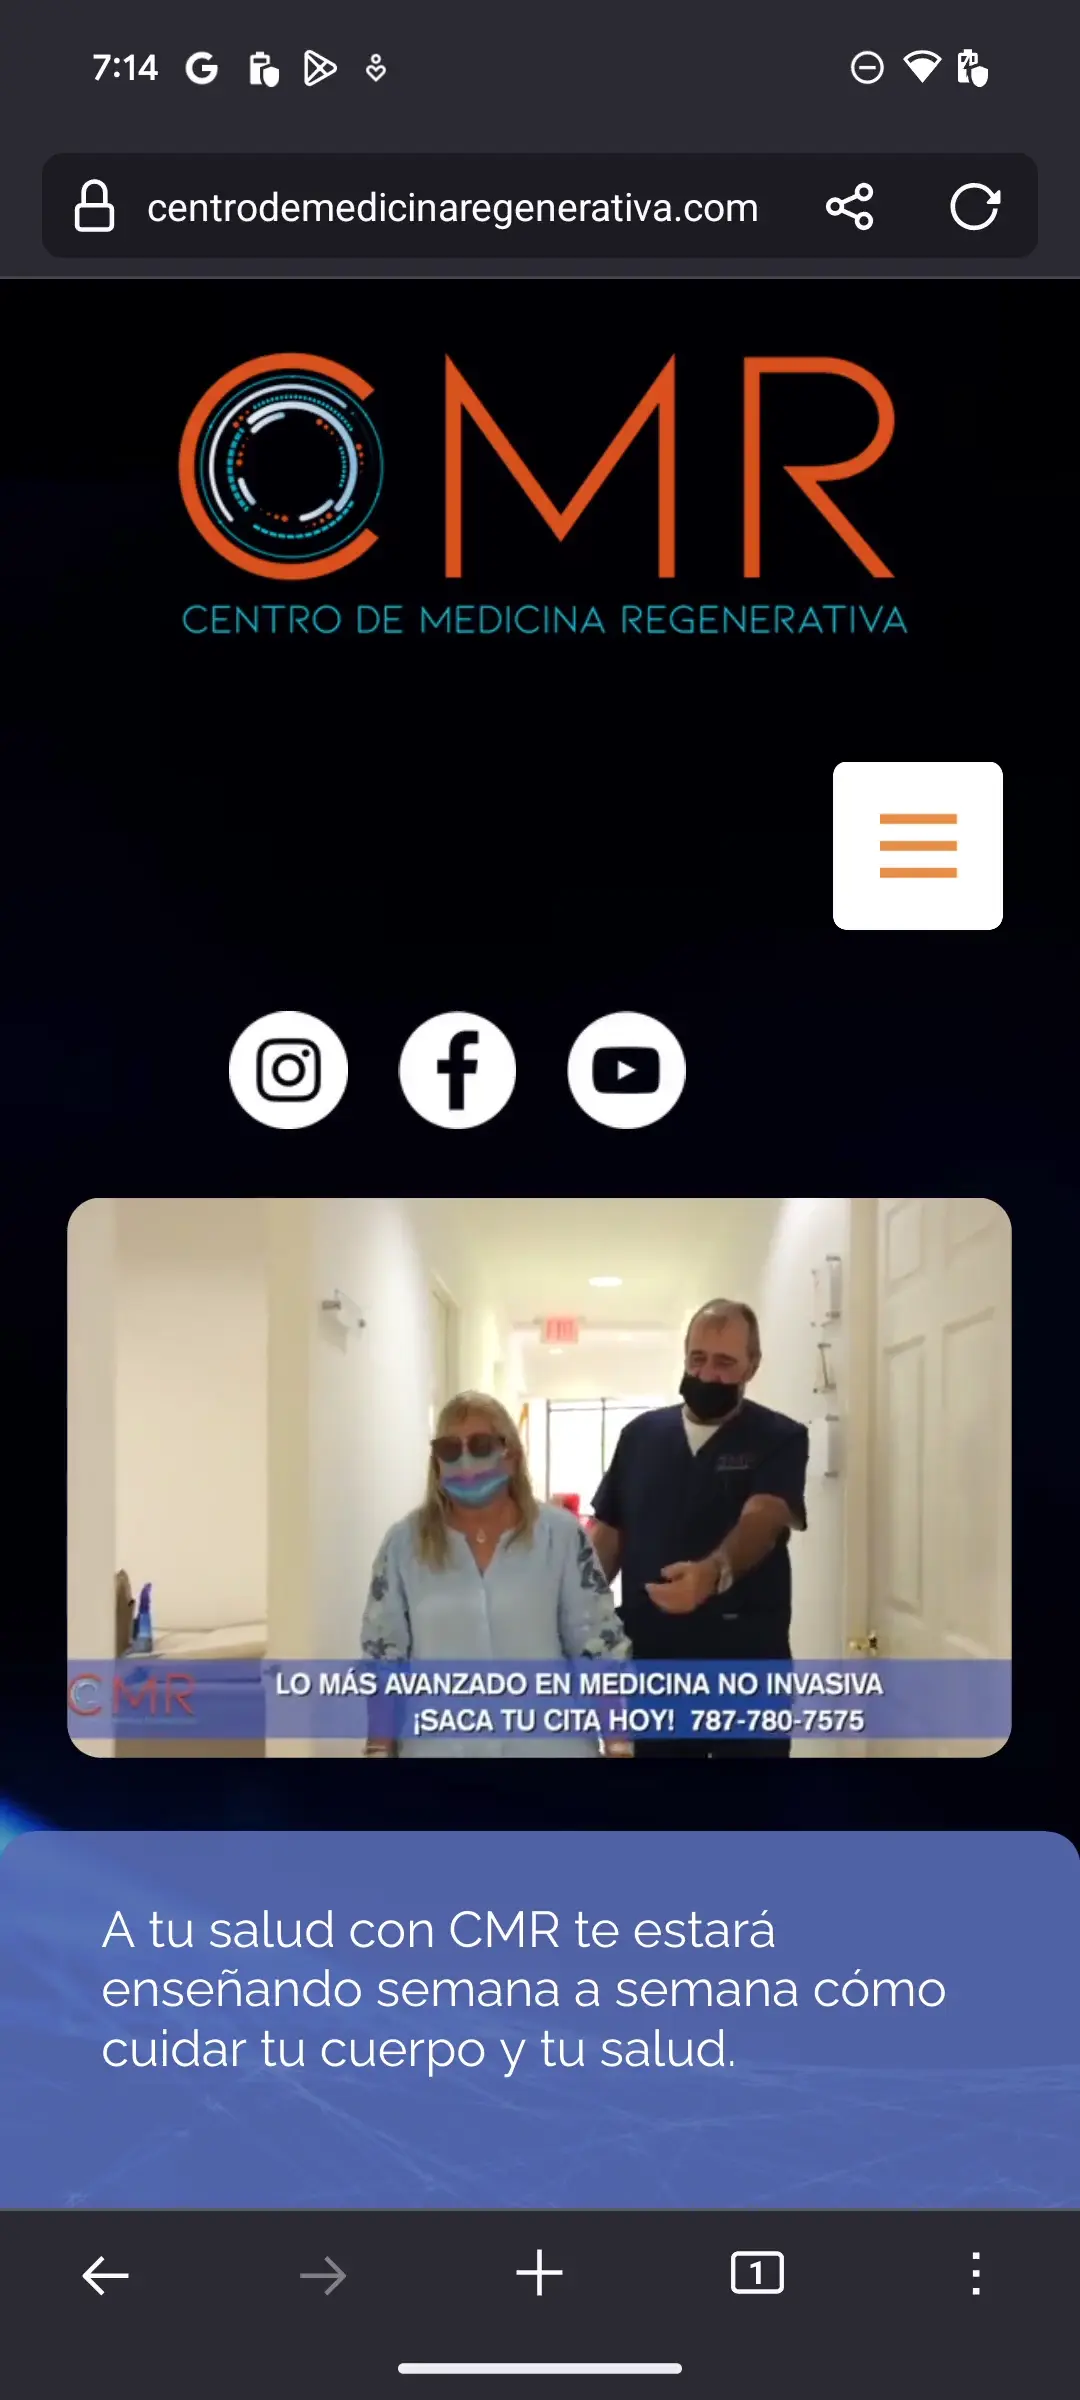 7:14
centrodemedicinaregenerativa.com
CMR
CENTRO DE MEDICINA REGENERATIVA
EXIT
CMR
LO MÁS AVANZADO EN MEDICINA NO INVASIVA
¡SACA TU CITA HOY! 787-780-7575
A tu salud con CMR te estará
enseñando semana a semana cómo
cuidar tu cuerpo y tu salud.
1